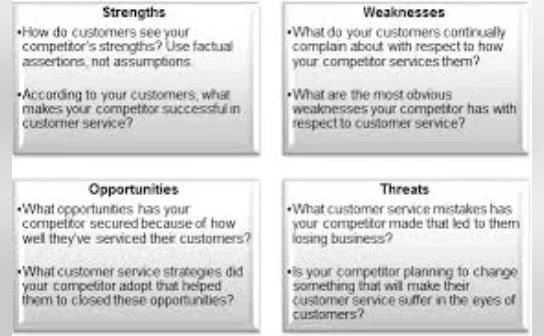 Strengths
•How do customers see your
competitor's strengths? Use factual
assertions, not assumptions.
•According to your customers, what
makes your competitor successful in
customer service?
Weaknesses
•What do your customers continually
complain about with respect to how
your competitor services them?
•What are the most obvious
weaknesses your competitor has with
respect to customer service?
Opportunities
•What opportunities has your
competitor secured because of how
well they've serviced their customers?
•What customer service strategies did
your competitor adopt that helped
them to closed these opportunities?
Threats
•What customer service mistakes has
your competitor made that led to them
losing business?
•Is your competitor planning to change
something that will make their
customer service suffer in the eyes of
customers?